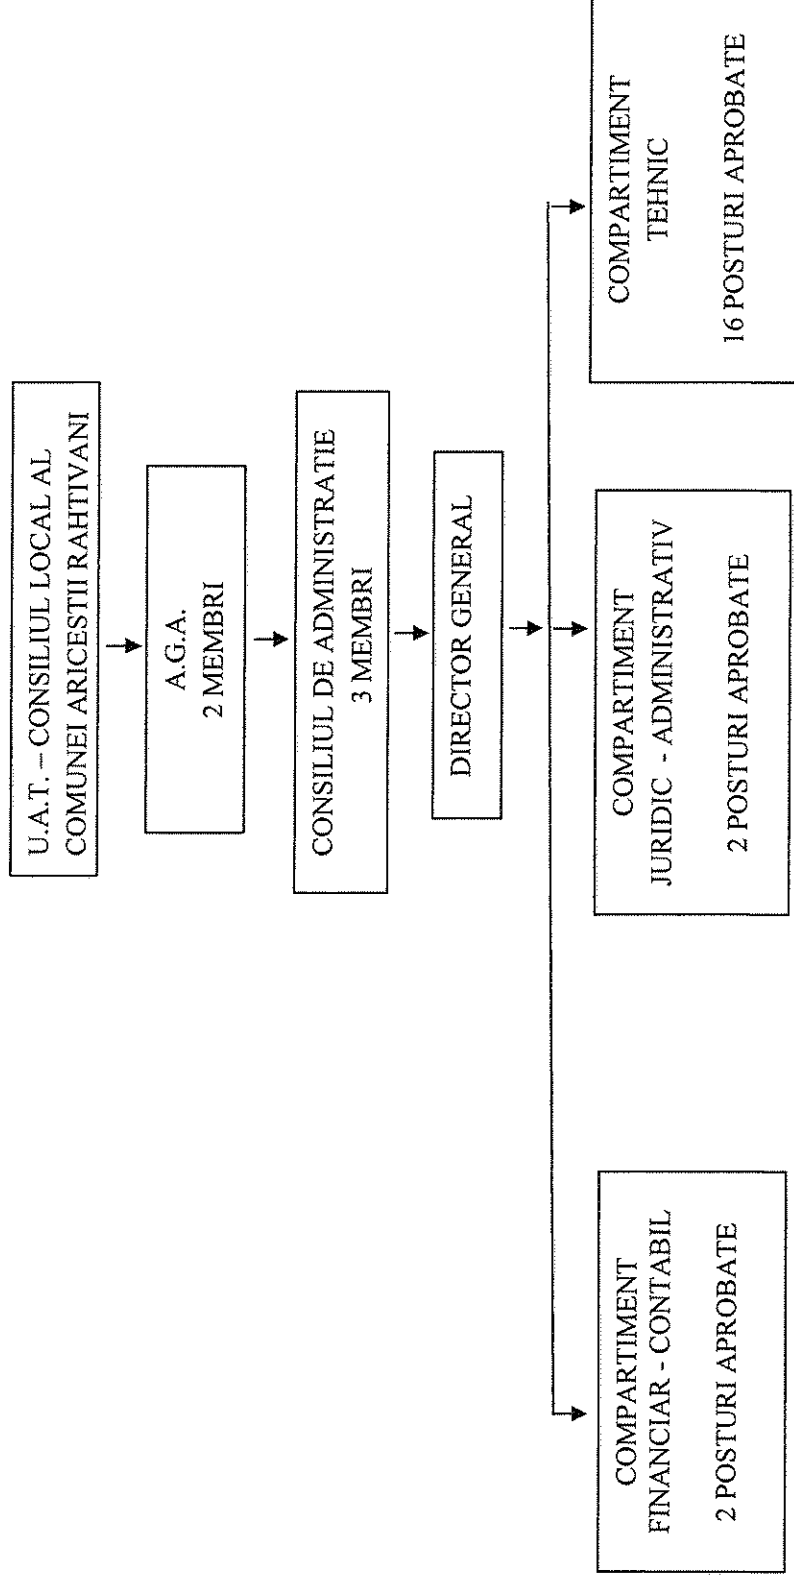 U.A.T. – CONSILIUL LOCAL AL
COMUNEI ARICESTII RAHTIVANI
A.G.A.
2 MEMBRI
CONSILIUL DE ADMINISTRATIE
3 MEMBRI
DIRECTOR GENERAL
COMPARTIMENT
FINANCIAR - CONTABIL
2 POSTURI APROBATE
COMPARTIMENT
JURIDIC - ADMINISTRATIV
2 POSTURI APROBATE
COMPARTIMENT
TEHNIC
16 POSTURI APROBATE